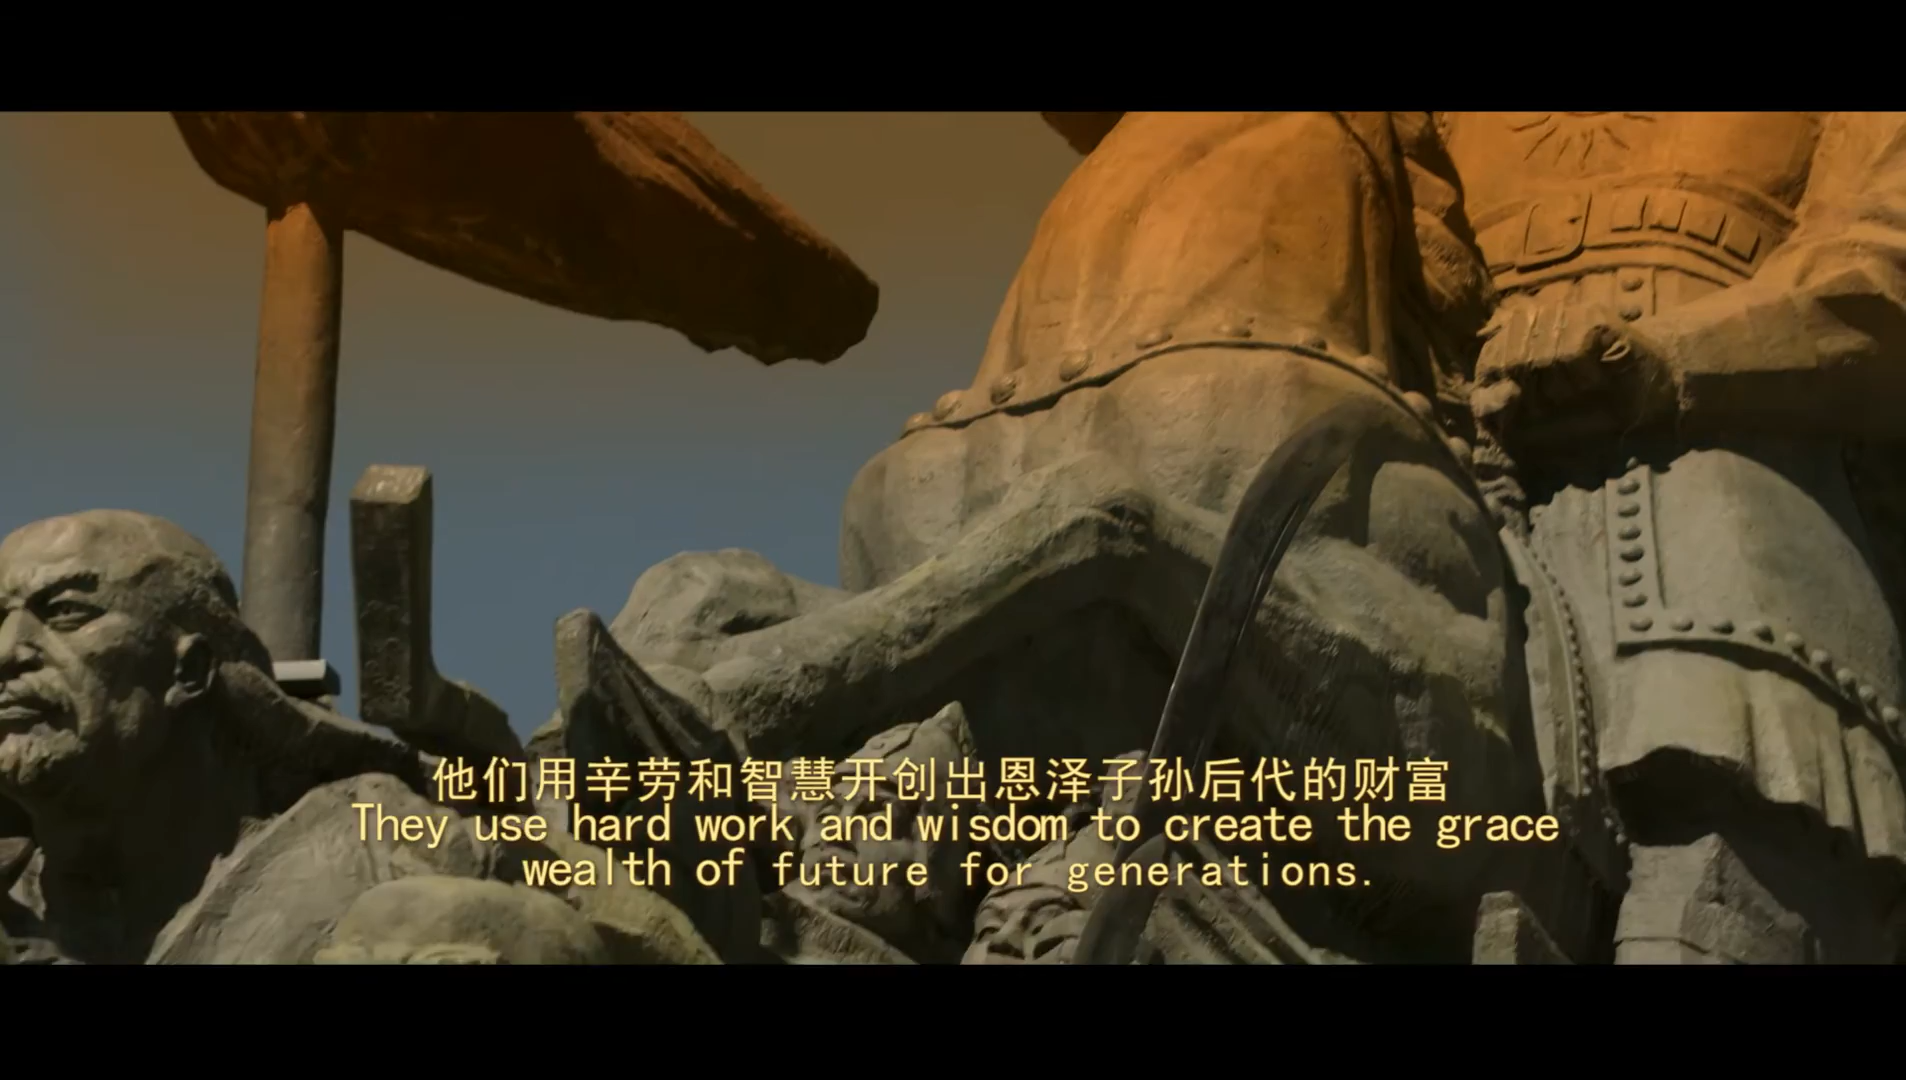 他们用辛劳和智慧开创出恩泽子孙后代的财富
They use hard work and wisdom to create the grace
wealth of future for generations.